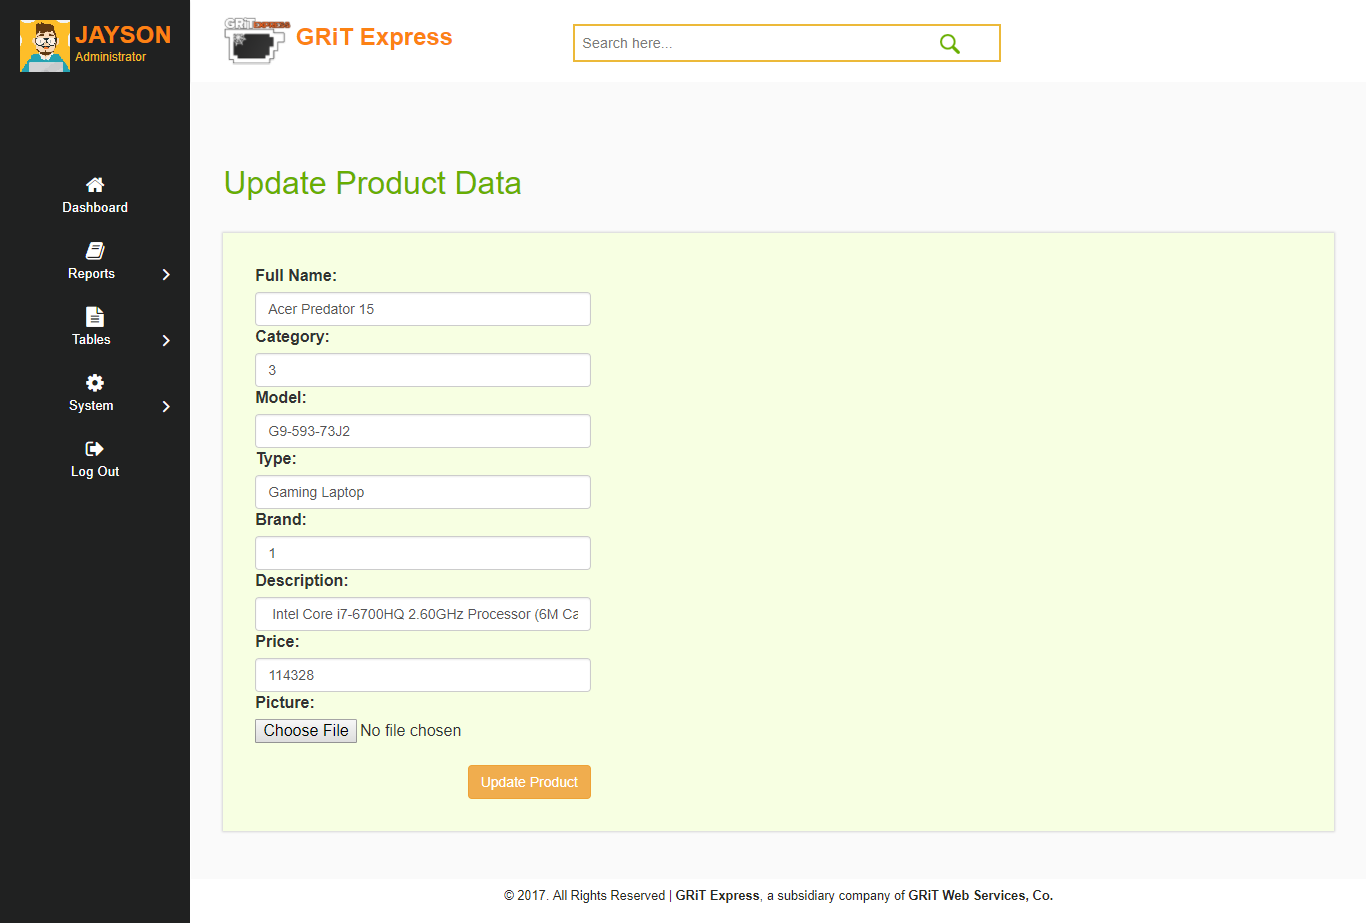 JAYSON
Administrator
GRiT EXPRESS
GRiT Express
Search here...
Dashboard
Reports
Tables
System
Log Out
Update Product Data
Full Name:
Acer Predator 15
Category:
3
Model:
G9-593-73J2
Type:
Gaming Laptop
Brand:
1
Description:
Intel Core i7-6700HQ 2.60GHz Processor (6M Ca
Price:
114328
Picture:
Choose File No file chosen
Update Product
© 2017. All Rights Reserved | GRiT Express, a subsidiary company of GRiT Web Services, Co.